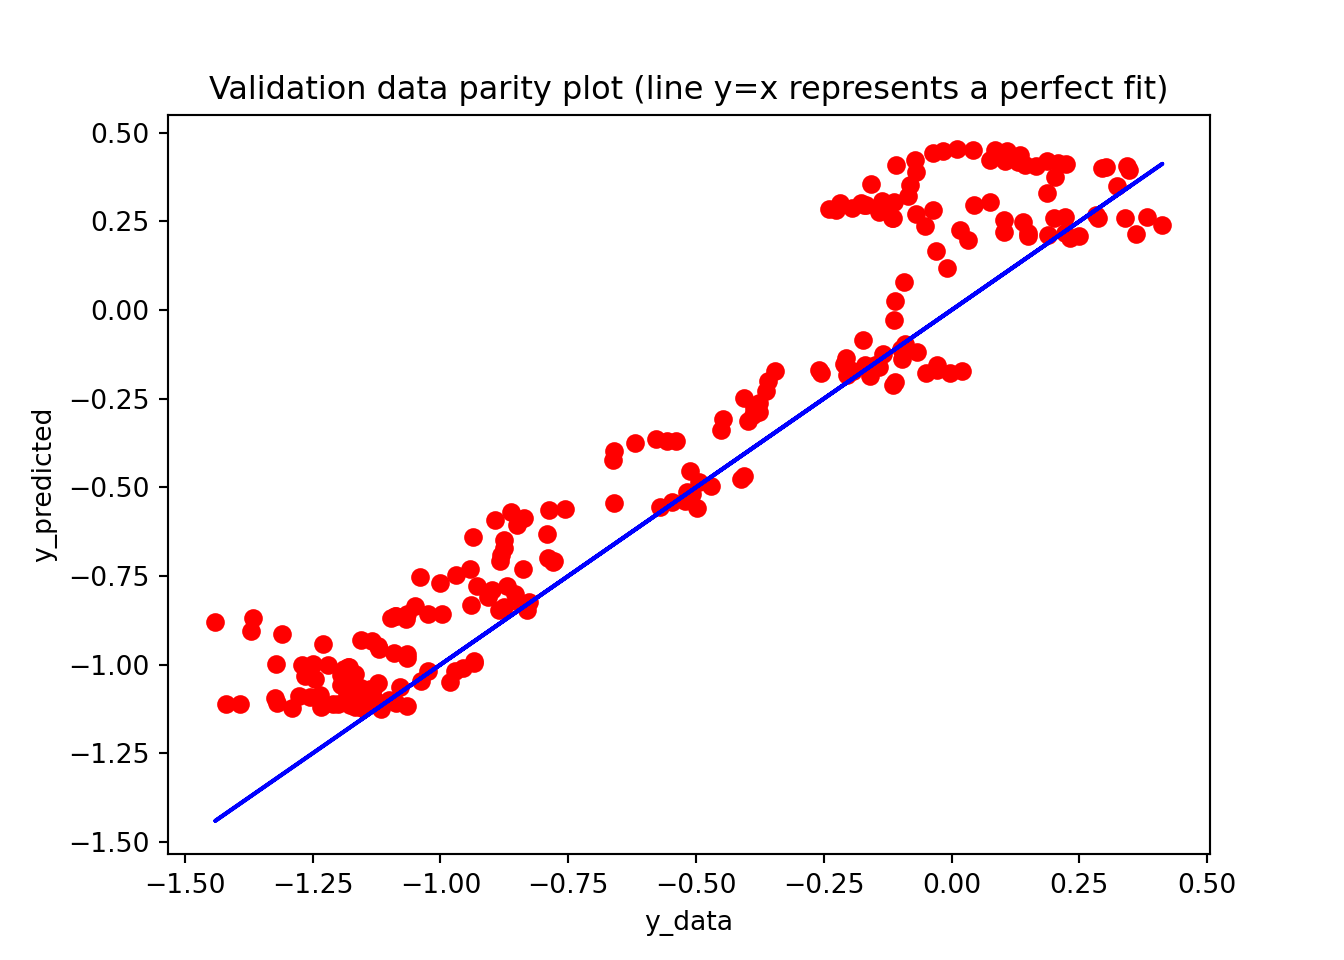 Validation data parity plot (line y=x represents a perfect fit)
0.50
0.25
0.00
−0.25
−0.50
−0.75
−1.00
−1.25
−1.50
y_predicted
−1.50 −1.25 −1.00 −0.75 −0.50 −0.25 0.00 0.25 0.50
y_data